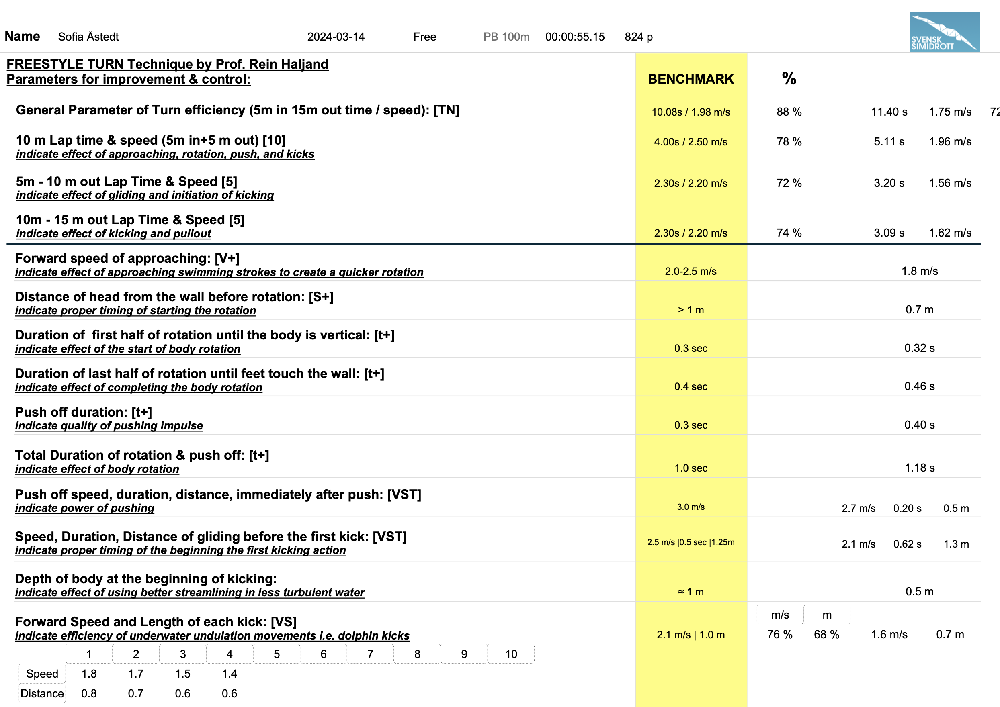 Name Sofia Åstedt 2024-03-14 Free PB 100m 00:00:55.15 824 p
SVENSK
SIMIDROTT
FREESTYLE TURN Technique by Prof. Rein Haljand
Parameters for improvement & control:
BENCHMARK %
General Parameter of Turn efficiency (5m in 15m out time / speed): [TN] 10.08s / 1.98 m/s 88 % 11.40 s 1.75 m/s 72
10 m Lap time & speed (5m in+5 m out) [10] 4.00s / 2.50 m/s 78 % 5.11 s 1.96 m/s
indicate effect of approaching, rotation, push, and kicks
5m - 10 m out Lap Time & Speed [5] 2.30s / 2.20 m/s 72 % 3.20 s 1.56 m/s
indicate effect of gliding and initiation of kicking
10m - 15 m out Lap Time & Speed [5]
indicate effect of kicking and pullout 2.30s / 2.20 m/s 74 % 3.09 s 1.62 m/s
Forward speed of approaching: [V+]
indicate effect of approaching swimming strokes to create a quicker rotation 2.0-2.5 m/s 1.8 m/s
Distance of head from the wall before rotation: [S+]
indicate proper timing of starting the rotation > 1 m 0.7 m
Duration of first half of rotation until the body is vertical: [t+]
indicate effect of the start of body rotation 0.3 sec 0.32 s
Duration of last half of rotation until feet touch the wall: [t+]
indicate effect of completing the body rotation 0.4 sec 0.46 s
Push off duration: [t+]
indicate quality of pushing impulse 0.3 sec 0.40 s
Total Duration of rotation & push off: [t+]
indicate effect of body rotation 1.0 sec 1.18 s
Push off speed, duration, distance, immediately after push: [VST]
indicate power of pushing 3.0 m/s 2.7 m/s 0.20 s 0.5 m
Speed, Duration, Distance of gliding before the first kick: [VST]
indicate proper timing of the beginning the first kicking action 2.5 m/s |0.5 sec |1.25m 2.1 m/s 0.62 s 1.3 m
Depth of body at the beginning of kicking:
indicate effect of using better streamlining in less turbulent water ≈ 1 m 0.5 m
m/s m
Forward Speed and Length of each kick: [VS]
indicate efficiency of underwater undulation movements i.e. dolphin kicks 2.1 m/s | 1.0 m 76 % 68 % 1.6 m/s 0.7 m
1 2 3 4 5 6 7 8 9 10
Speed 1.8 1.7 1.5 1.4
Distance 0.8 0.7 0.6 0.6